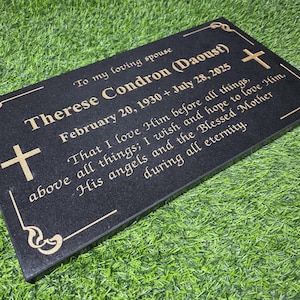 To my loving spouse
Therese Condron (Daoust)
February 20, 1930 + July 28, 2025
That I love Him before all things,
above all things; I wish and hope to love Him,
His angels and the Blessed Mother
during all eternity.